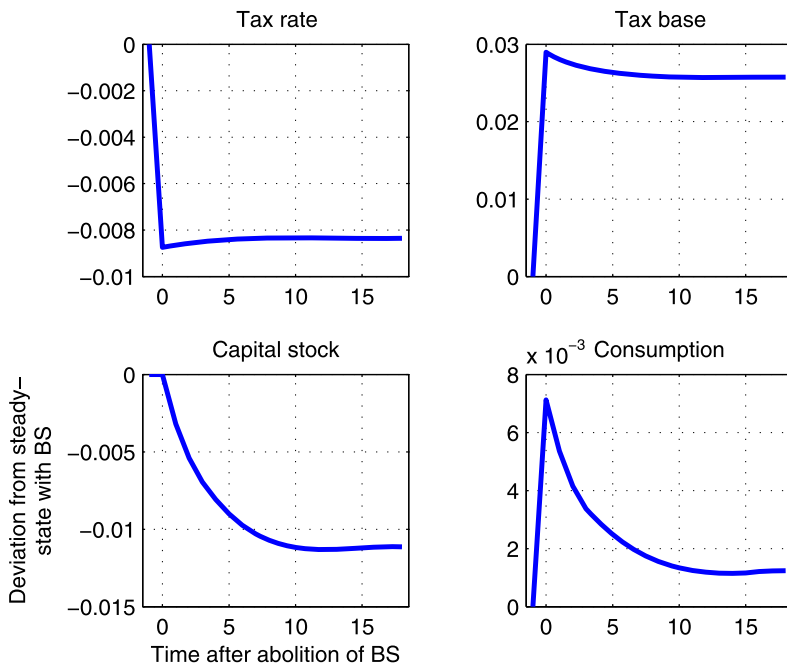 Tax rate
0
−0.002
−0.004
−0.006
−0.008
−0.01
0 5 10 15
Tax base
0.03
0.02
0.01
0
0 5 10 15
Capital stock
0
−0.005
−0.01
−0.015
0 5 10 15
Deviation from steady−
state with BS
Time after abolition of BS
x 10−3 Consumption
8
6
4
2
0
0 5 10 15